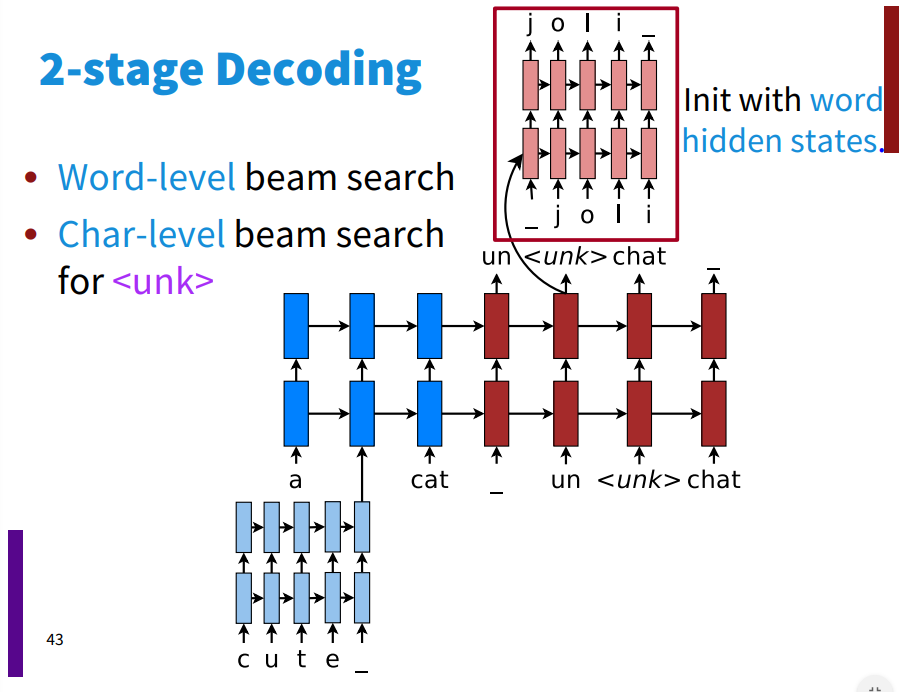 2-stage Decoding
• Word-level beam search
• Char-level beam search
for <unk>
j o l i _
_ j o l i
Init with word
hidden states.
un <unk> chat _
a cat _ un <unk> chat
c u t e _
43